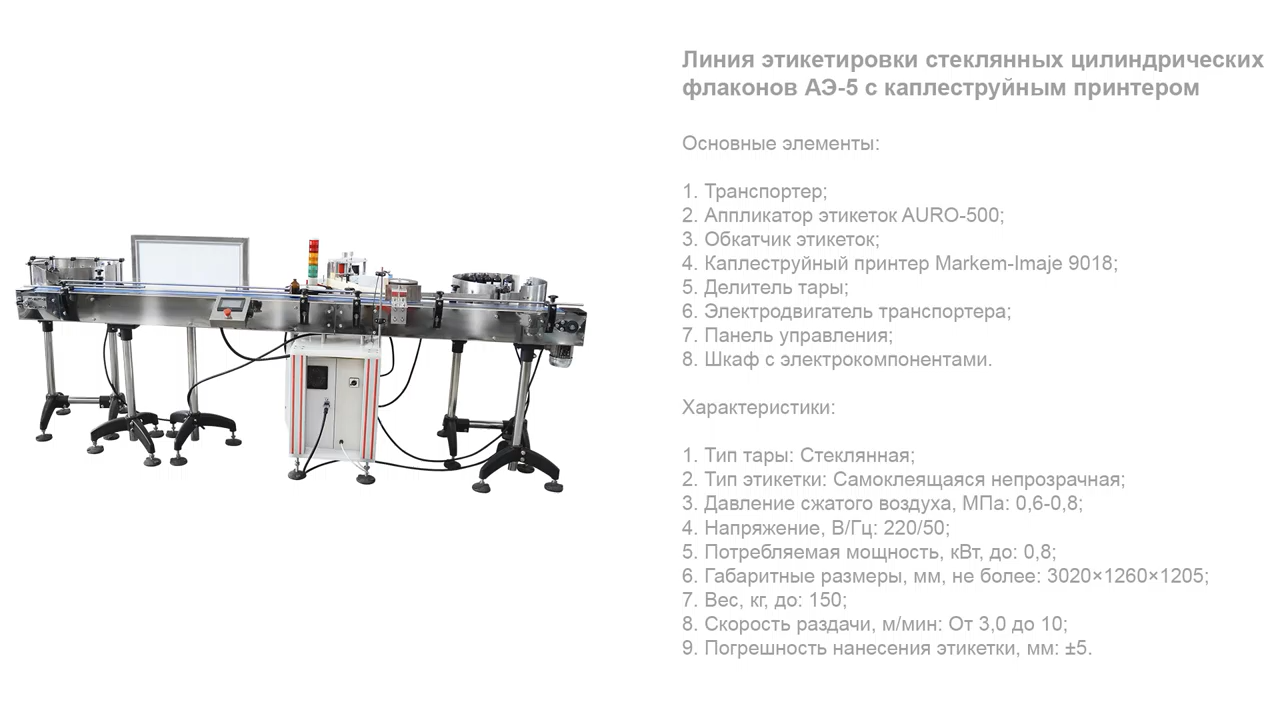 Линия этикетировки стеклянных цилиндрических
флаконов АЭ-5 с каплеструйным принтером
Основные элементы:
1. Транспортер;
2. Аппликатор этикеток AURO-500;
3. Обкатчик этикеток;
4. Каплеструйный принтер Markem-Imaje 9018;
5. Делитель тары;
6. Электродвигатель транспортера;
7. Панель управления;
8. Шкаф с электрокомпонентами.
Характеристики:
1. Тип тары: Стеклянная;
2. Тип этикетки: Самоклеящаяся непрозрачная;
3. Давление сжатого воздуха, МПа: 0,6-0,8;
4. Напряжение, В/Гц: 220/50;
5. Потребляемая мощность, кВт, до: 0,8;
6. Габаритные размеры, мм, не более: 3020×1260×1205;
7. Вес, кг, до: 150;
8. Скорость раздачи, м/мин: От 3,0 до 10;
9. Погрешность нанесения этикетки, мм: ±5.